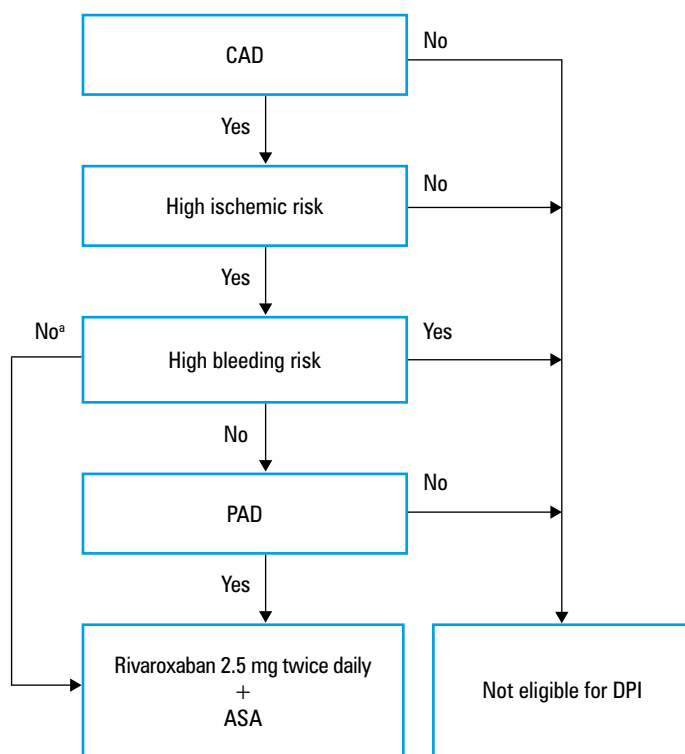 CAD
No
Yes
High ischemic risk
No
Yes
Noª
High bleeding risk
Yes
No
PAD
No
Yes
Rivaroxaban 2.5 mg twice daily
+
ASA
Not eligible for DPI